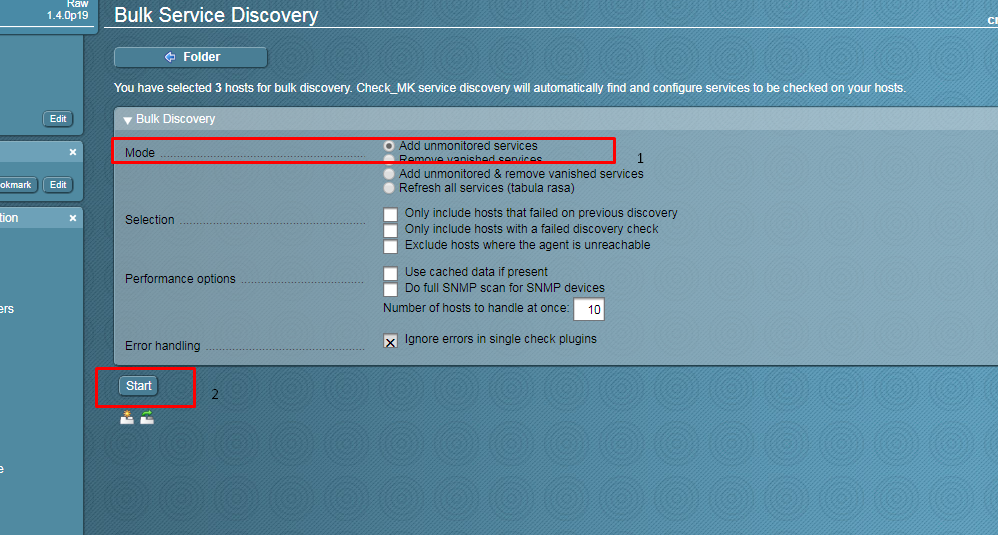 Raw
1.4.0p19
Bulk Service Discovery
Folder
You have selected 3 hosts for bulk discovery. Check_MK service discovery will automatically find and configure services to be checked on your hosts.
Edit
Bulk Discovery
Mode
Add unmonitored services
1
Remove vanished services
Add unmonitored & remove vanished services
Refresh all services (tabula rasa)
ookmark
Edit
tion
Selection
Only include hosts that failed on previous discovery
Only include hosts with a failed discovery check
Exclude hosts where the agent is unreachable
Performance options
Use cached data if present
Do full SNMP scan for SNMP devices
Number of hosts to handle at once: 10
ers
Error handling
Ignore errors in single check plugins
Start
2
e